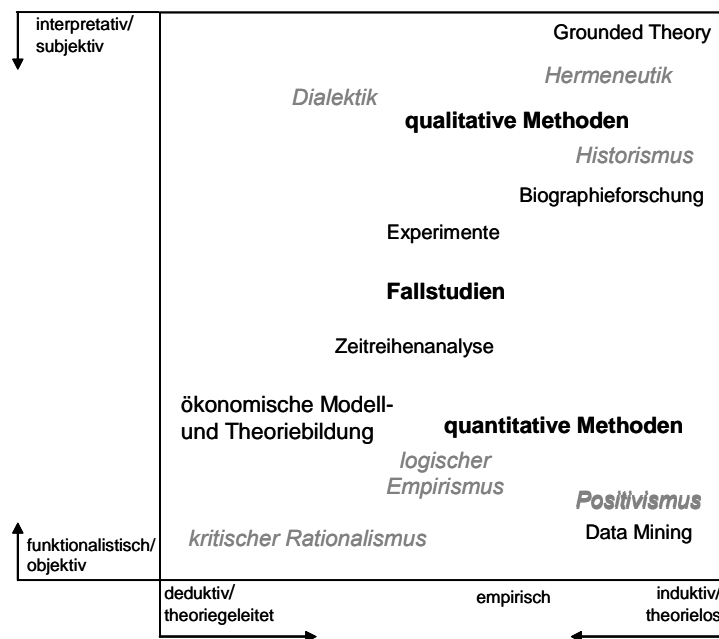 interpretativ/
subjektiv
Grounded Theory
Hermeneutik
Dialektik
qualitative Methoden
Historismus
Biographieforschung
Experimente
Fallstudien
Zeitreihenanalyse
ökonomische Modell-
und Theoriebildung
quantitative Methoden
logischer
Empirismus
Positivismus
Data Mining
kritischer Rationalismus
funktionalistisch/
objektiv
deduktiv/
theoriegeleitet
empirisch
induktiv/
theorielos